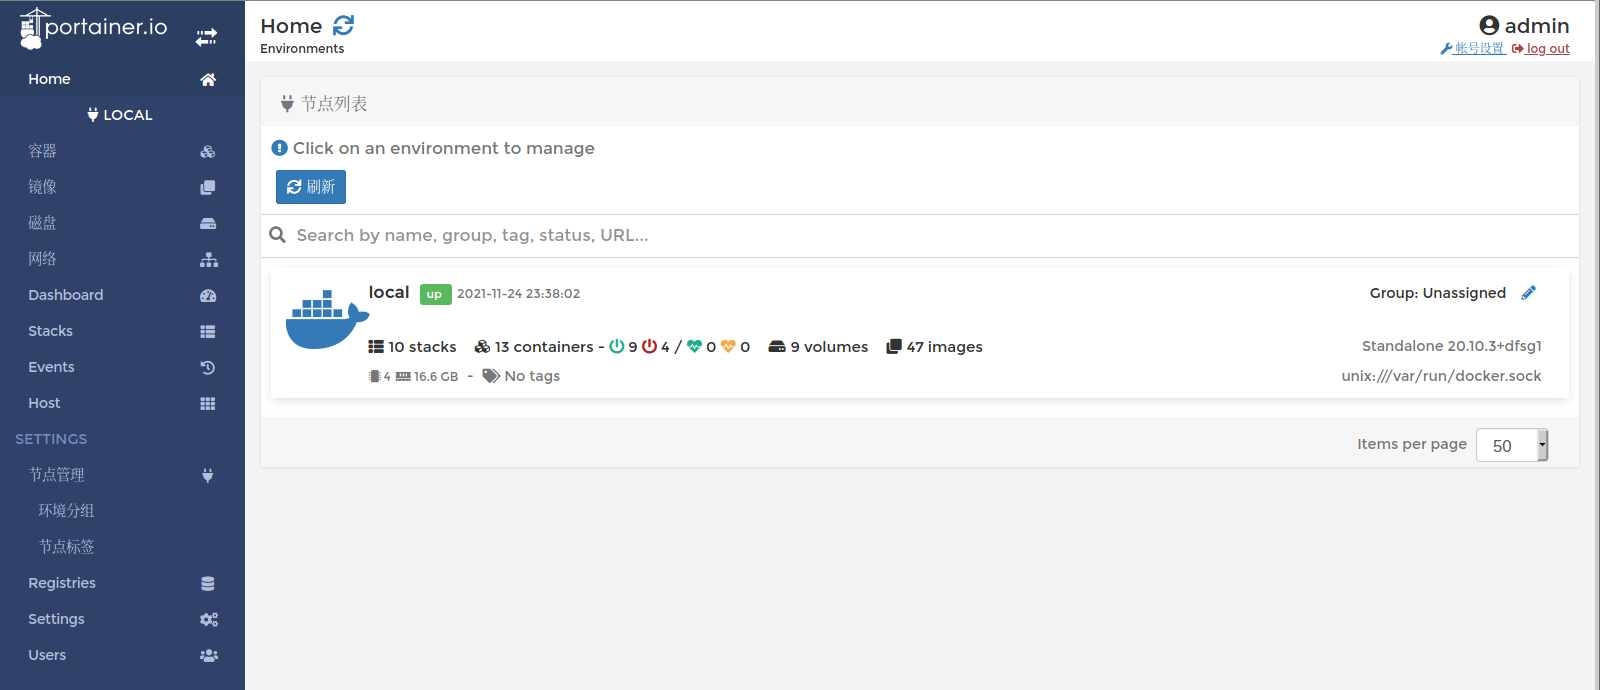 portainer.io
Home
LOCAL
容器
镜像
磁盘
网络
Dashboard
Stacks
Events
Host
SETTINGS
节点管理
环境分组
节点标签
Registries
Settings
Users
Home
Environments
admin
帐号设置 log out
节点列表
Click on an environment to manage
刷新
Search by name, group, tag, status, URL...
local up 2021-11-24 23:38:02
Group: Unassigned
10 stacks 13 containers - 9 4 / 0 0 9 volumes 47 images
Standalone 20.10.3+dfsg1
4 16.6 GB - No tags
unix:///var/run/docker.sock
Items per page 50